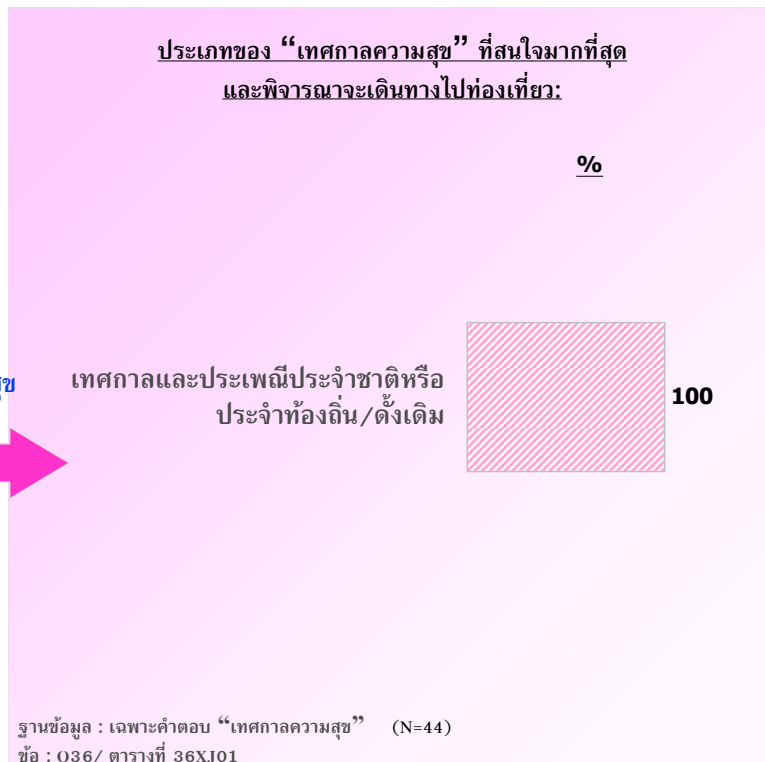 ประเภทของ “เทศกาลความสุข” ที่สนใจมากที่สุด
และพิจารณาจะเดินทางไปท่องเที่ยว:
%
เทศกาลและประเพณีประจำชาติหรือ
ประจำท้องถิ่น/ดั้งเดิม
100
ฐานข้อมูล : เฉพาะคำตอบ “เทศกาลความสุข” (N=44)
ข้อ : Q36/ ตารางที่ 36XJ01